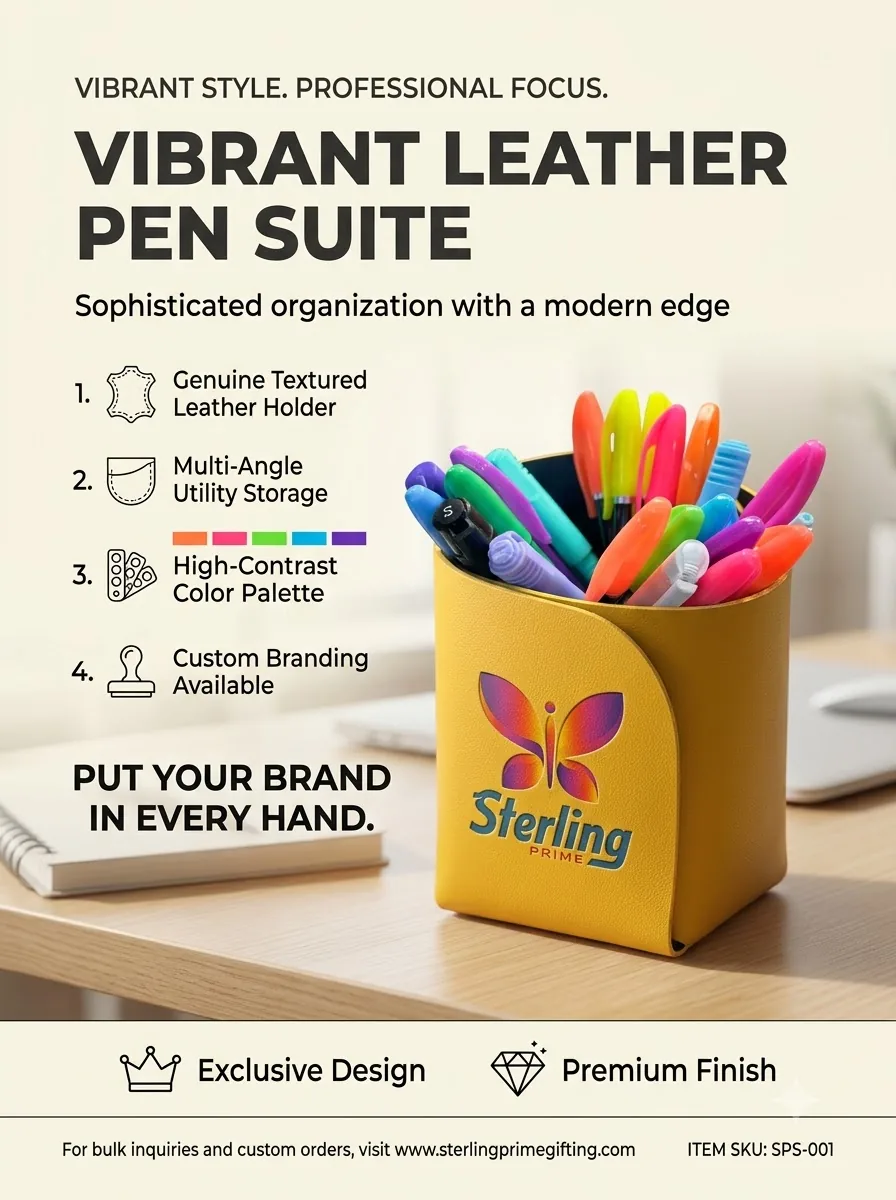 VIBRANT STYLE. PROFESSIONAL FOCUS.
VIBRANT LEATHER
PEN SUITE
Sophisticated organization with a modern edge
1. Genuine Textured
Leather Holder
2. Multi-Angle
Utility Storage
3. High-Contrast
Color Palette
4. Custom Branding
Available
PUT YOUR BRAND
IN EVERY HAND.
S
Sterling
PRIME
Exclusive Design
Premium Finish
For bulk inquiries and custom orders, visit www.sterlingprimegifting.com
ITEM SKU: SPS-001